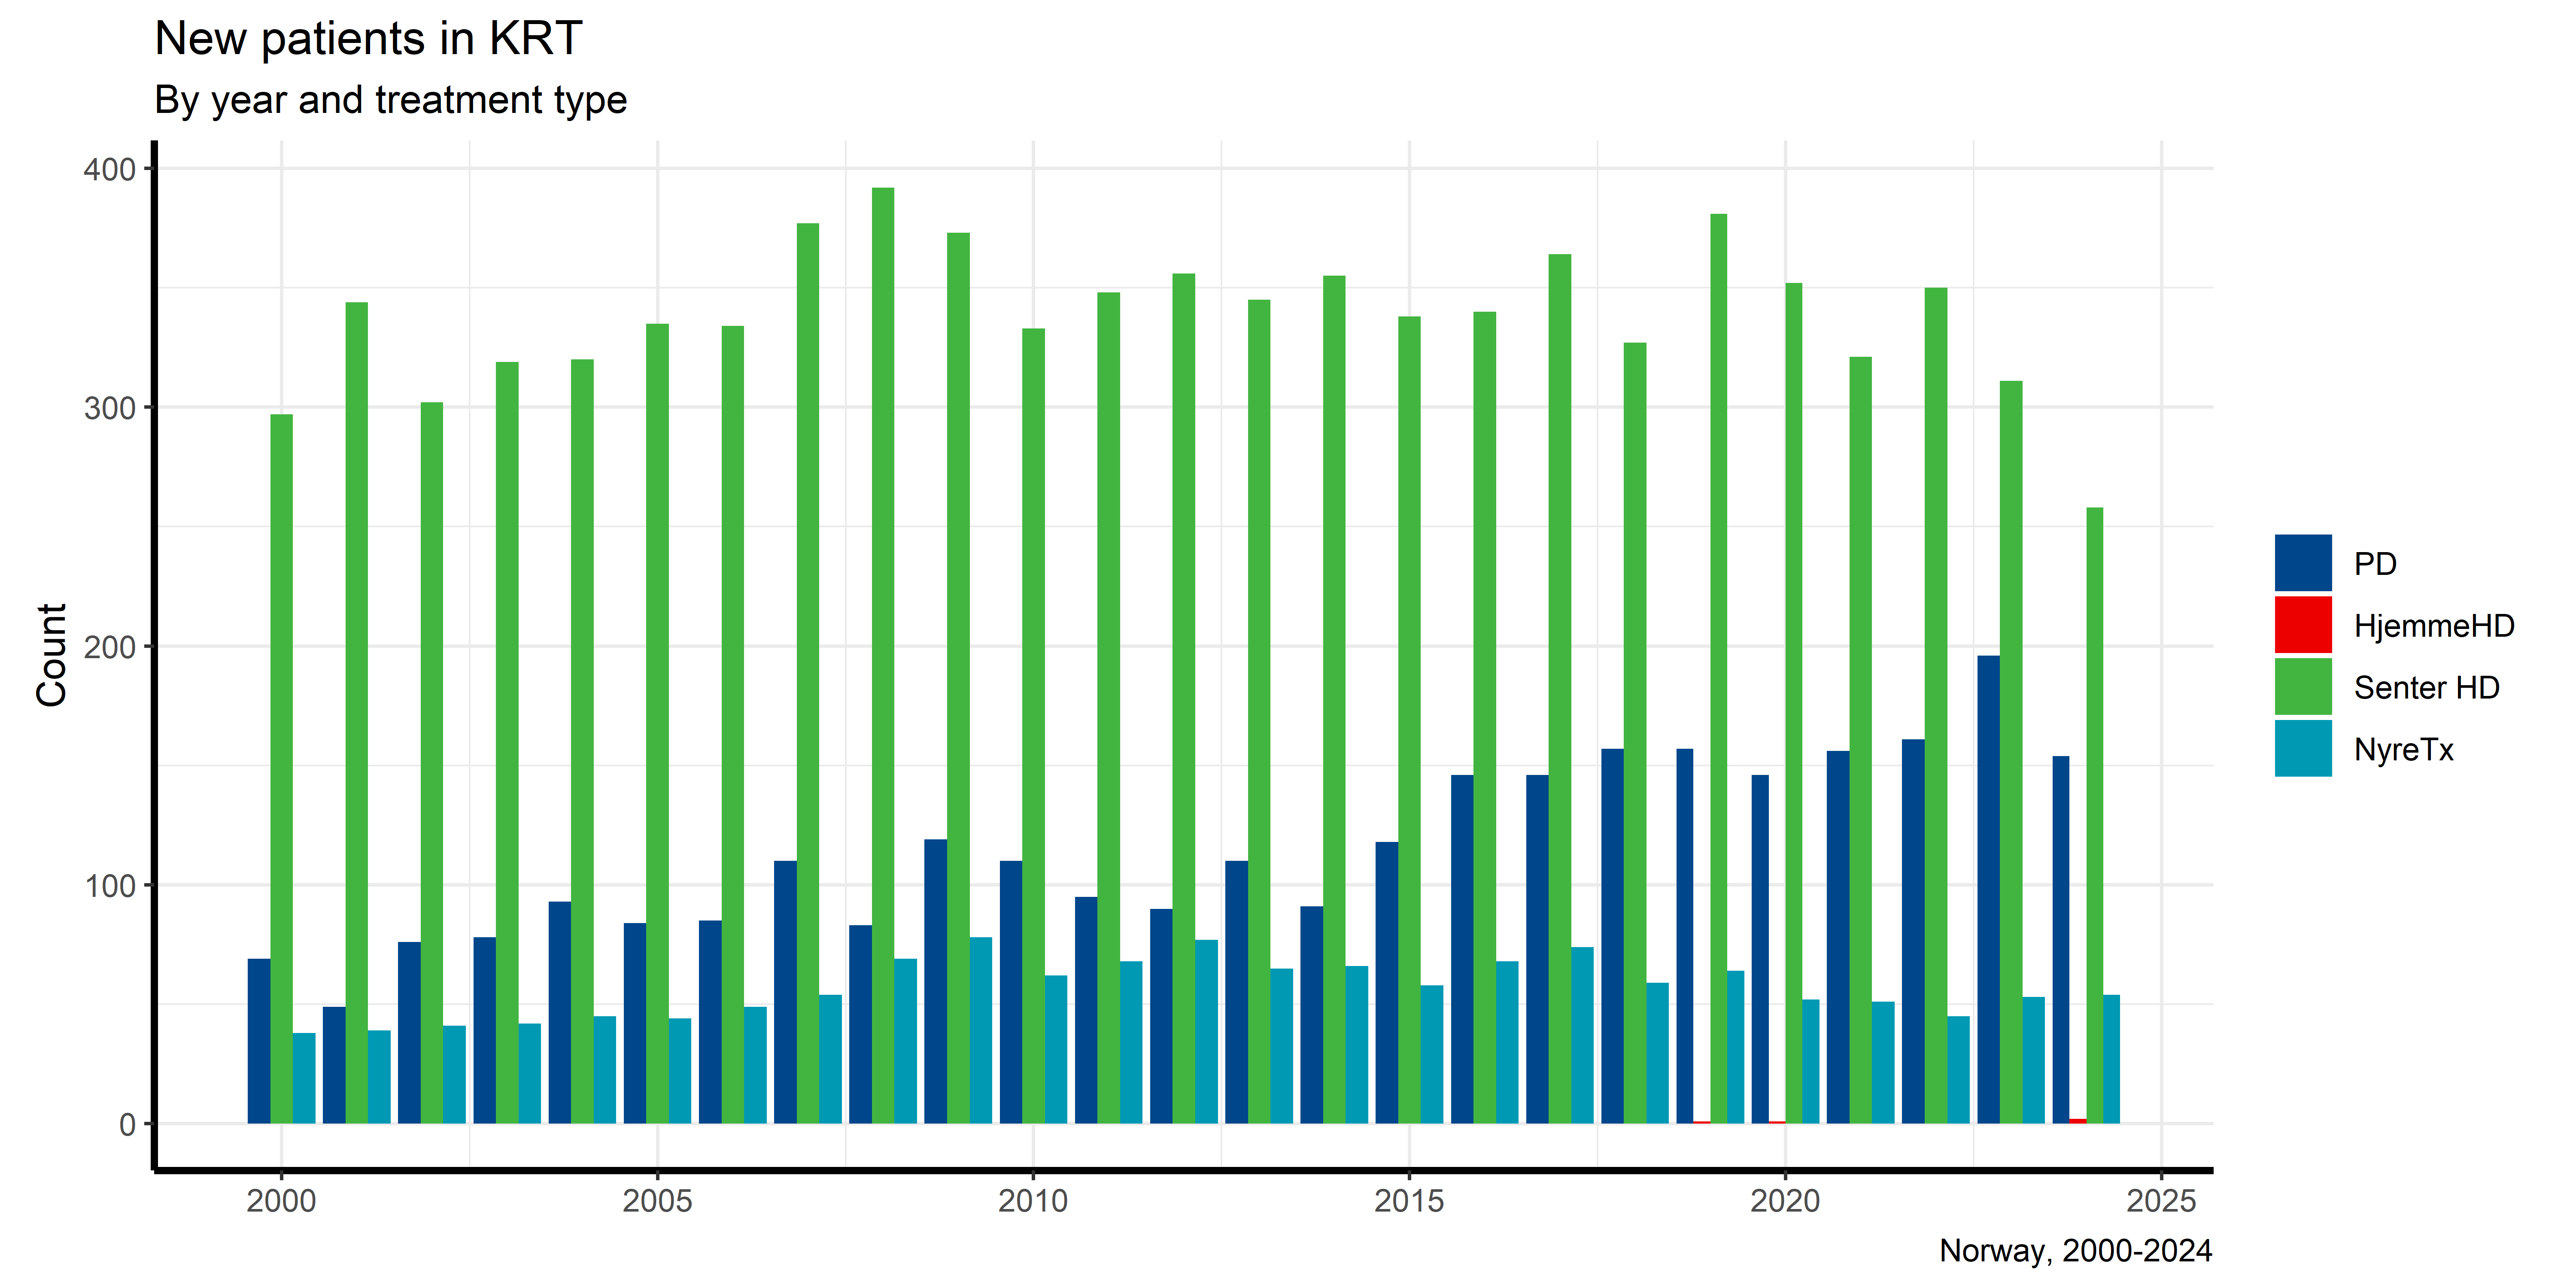 New patients in KRT
By year and treatment type
Count
400
300
200
100
0
2000 2005 2010 2015 2020 2025
PD
HjemmeHD
Senter HD
NyreTx
Norway, 2000-2024